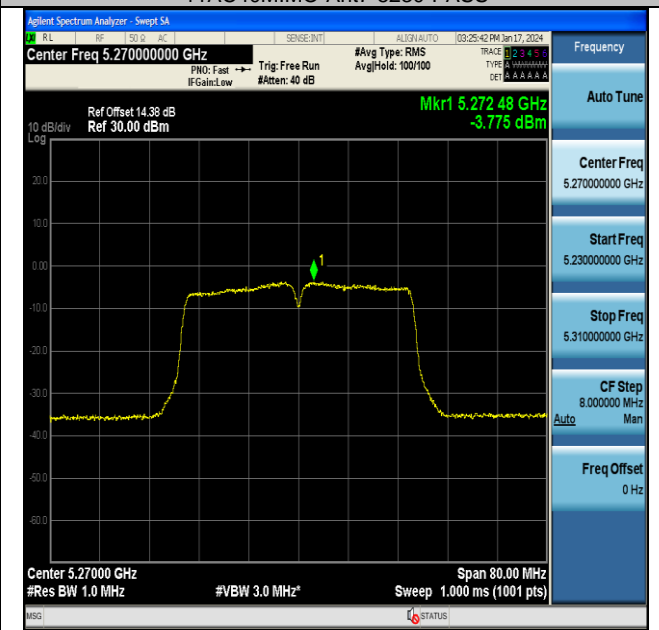 Agilent Spectrum Analyzer - Swept SA
RL RF 50 Ω AC SENSE:INT ALIGN AUTO 03:25:42 PM Jan 17, 2024
Center Freq 5.270000000 GHz
PNO: Fast
IFGain:Low
Trig: Free Run
#Atten: 40 dB
#Avg Type: RMS
Avg|Hold: 100/100
TRACE 1 2 3 4 5 6
TYPE A
DET A A A A A A
Mkr1 5.272 48 GHz
-3.775 dBm
Ref Offset 14.38 dB
10 dB/div Ref 30.00 dBm
Log
20.0
10.0
0.00
-10.0
-20.0
-30.0
-40.0
-50.0
-60.0
1
Center 5.27000 GHz
Span 80.00 MHz
#Res BW 1.0 MHz
#VBW 3.0 MHz*
Sweep 1.000 ms (1001 pts)
MSG
STATUS
Frequency
Auto Tune
Center Freq
5.270000000 GHz
Start Freq
5.230000000 GHz
Stop Freq
5.310000000 GHz
CF Step
8.000000 MHz
Auto Man
Freq Offset
0 Hz